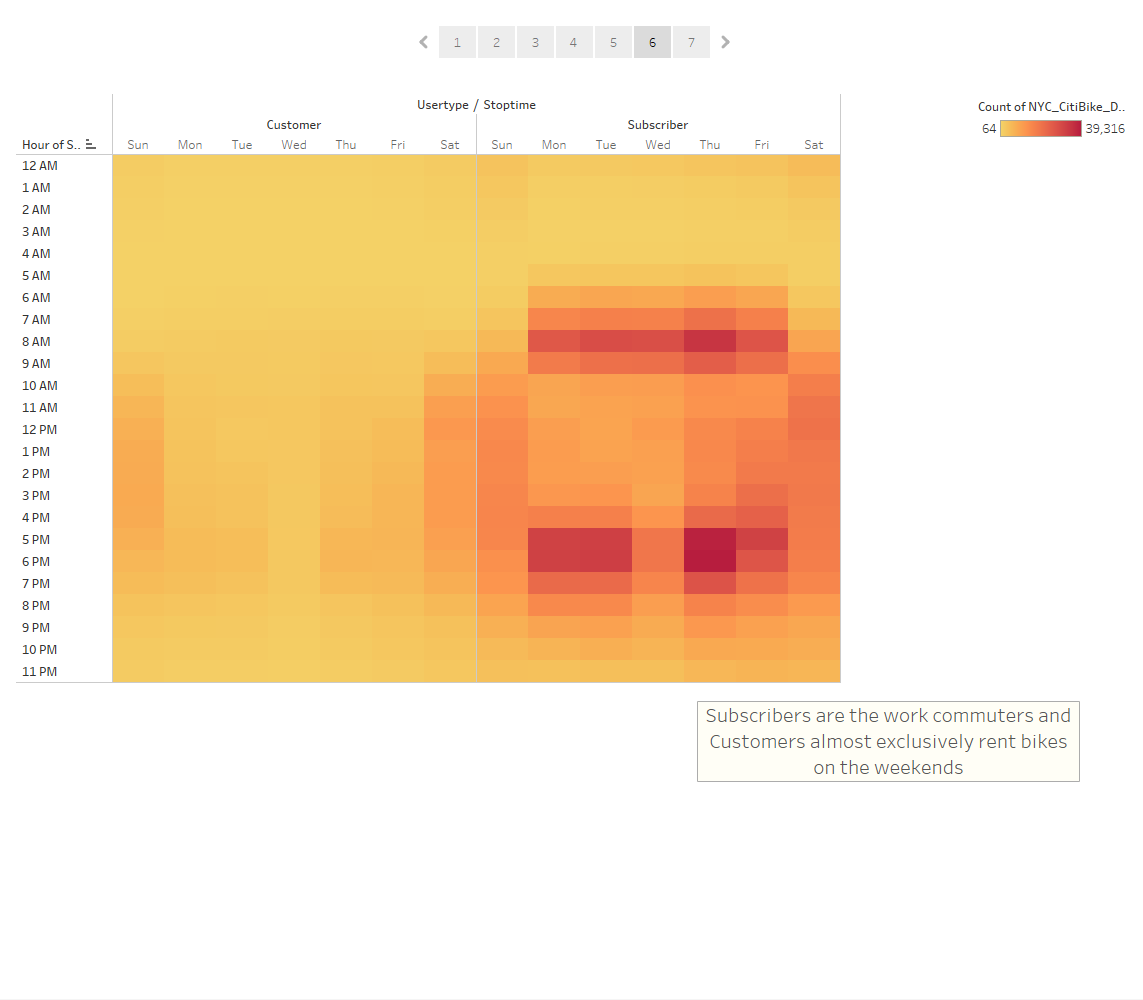 1 2 3 4 5 6 7
Usertype / Stoptime
Count of NYC_CitiBike_D..
Customer Subscriber
64 39,316
Hour of S.. Sun Mon Tue Wed Thu Fri Sat Sun Mon Tue Wed Thu Fri Sat
12 AM
1 AM
2 AM
3 AM
4 AM
5 AM
6 AM
7 AM
8 AM
9 AM
10 AM
11 AM
12 PM
1 PM
2 PM
3 PM
4 PM
5 PM
6 PM
7 PM
8 PM
9 PM
10 PM
11 PM
Subscribers are the work commuters and
Customers almost exclusively rent bikes
on the weekends